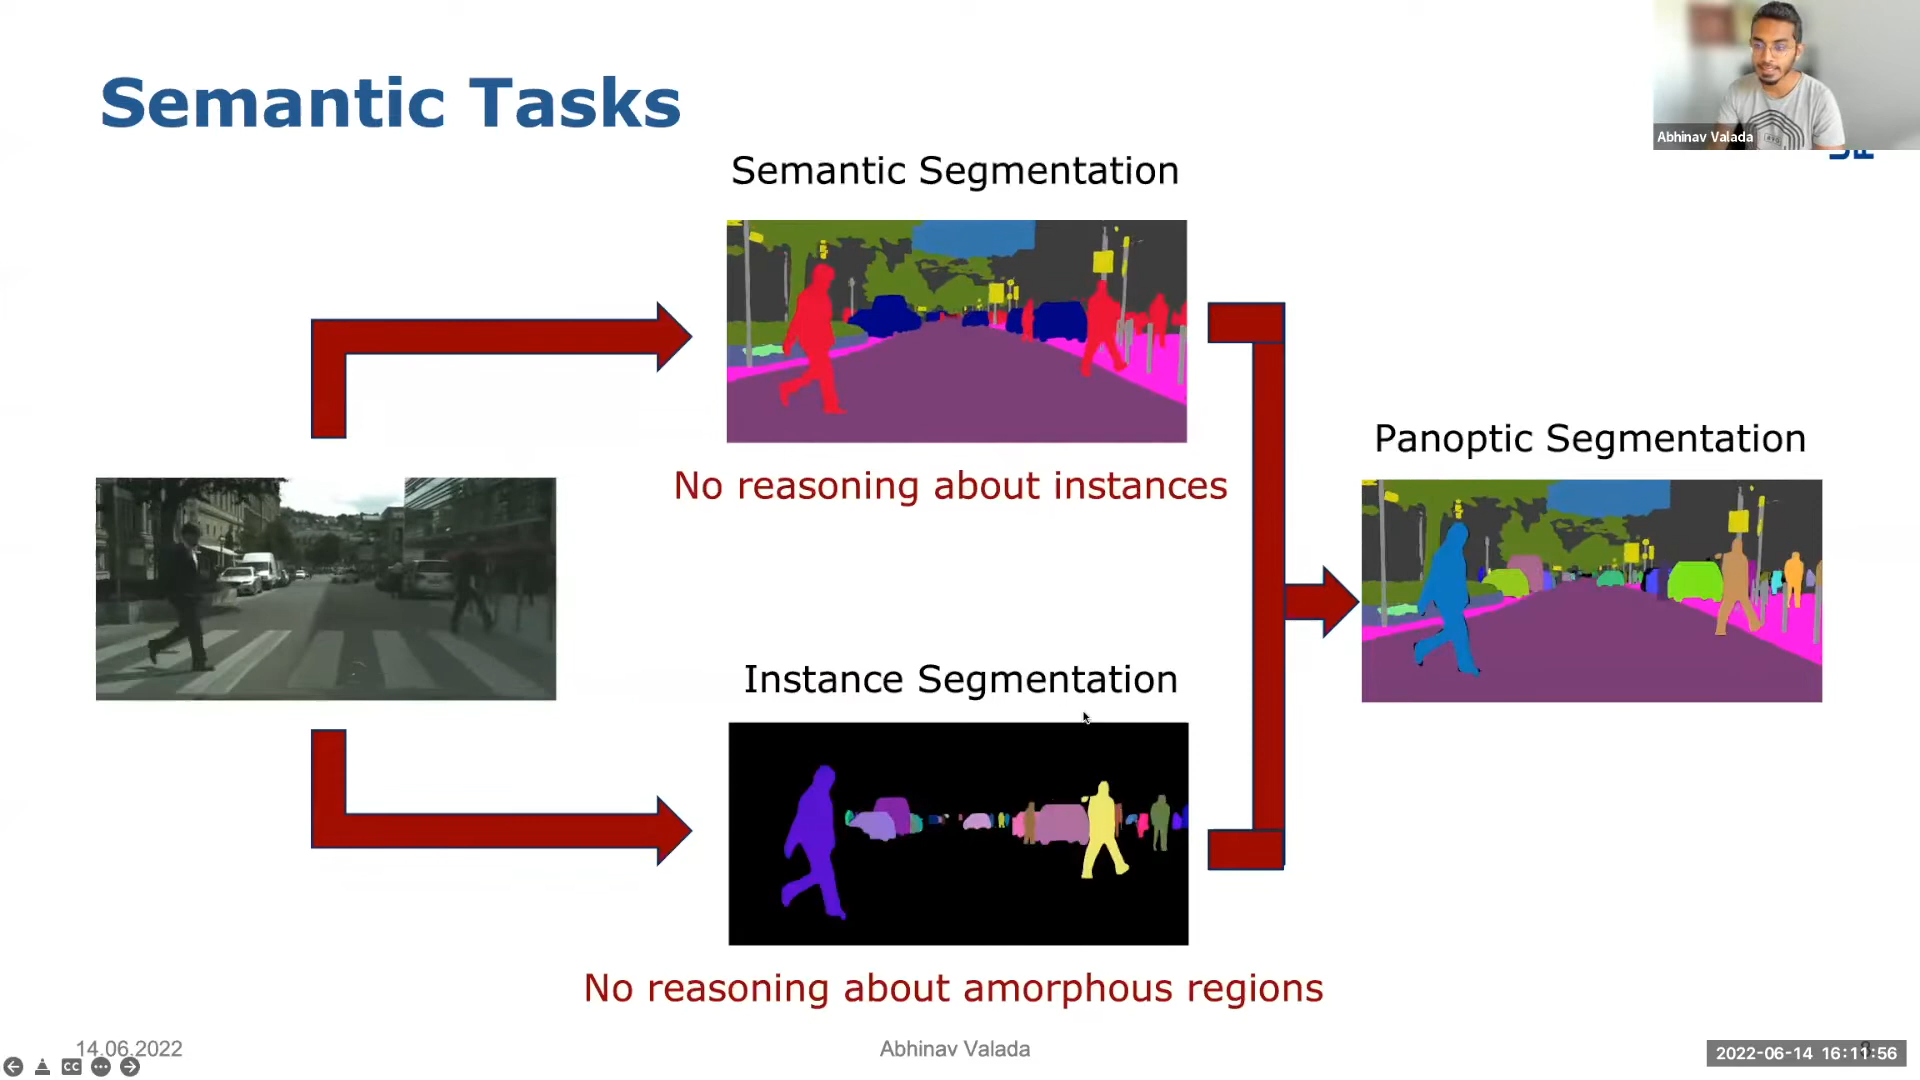 Semantic Tasks
Abhinav Valada
Semantic Segmentation
No reasoning about instances
Panoptic Segmentation
Instance Segmentation
No reasoning about amorphous regions
14.06.2022
Abhinav Valada
CC
2022-06-14 16:11:56